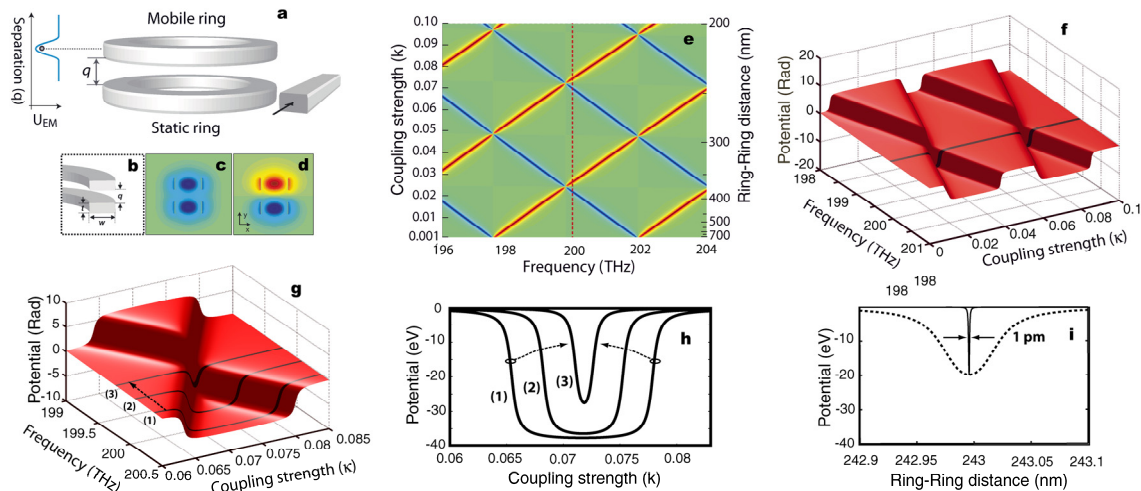 a
Mobile ring
Separation (q)
q
U_EM
Static ring
b
q
t
w
c
d
y
x
e
0.10
0.09
0.08
0.07
0.06
0.05
0.04
0.03
0.02
0.01
0.001
Coupling strength (k)
196
198
200
202
204
Frequency (THz)
200
300
400
500
700
Ring-Ring distance (nm)
f
20
10
0
-10
-20
Potential (Rad)
198
199
200
201
Frequency (THz)
0
0.02
0.04
0.06
0.08
0.1
Coupling strength (κ)
198
198
g
10
5
0
-5
-10
Potential (Rad)
(3)
(2)
(1)
199
199.5
200
200.5
Frequency (THz)
0.06
0.065
0.07
0.075
0.08
0.085
Coupling strength (κ)
h
0
-10
-20
-30
-40
Potential (eV)
(1)
(2)
(3)
0.06
0.065
0.07
0.075
0.08
Coupling strength (k)
i
0
-10
-20
-30
-40
Potential (eV)
1 pm
242.9
242.95
243
243.05
243.1
Ring-Ring distance (nm)